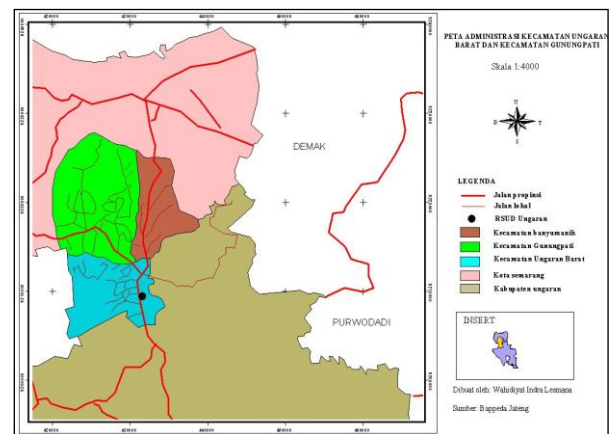 PETA ADMINISTRASI KECAMATAN UNGARAN
BARAT DAN KECAMATAN GUNUNGPATI
Skala 1:4000
U
B T
S
DEMAK
PURWODADI
LEGENDA
Jalan propinsi
Jalan lokal
RSUD Ungaran
Kecamatan banyumanik
Kecamatan Gunungpati
Kecamatan Ungaran Barat
Kota semarang
Kabupaten ungaran
INSERT
Dibuat oleh: Wahidiyat Indra Lesmana
Sumber: Bappeda Jateng